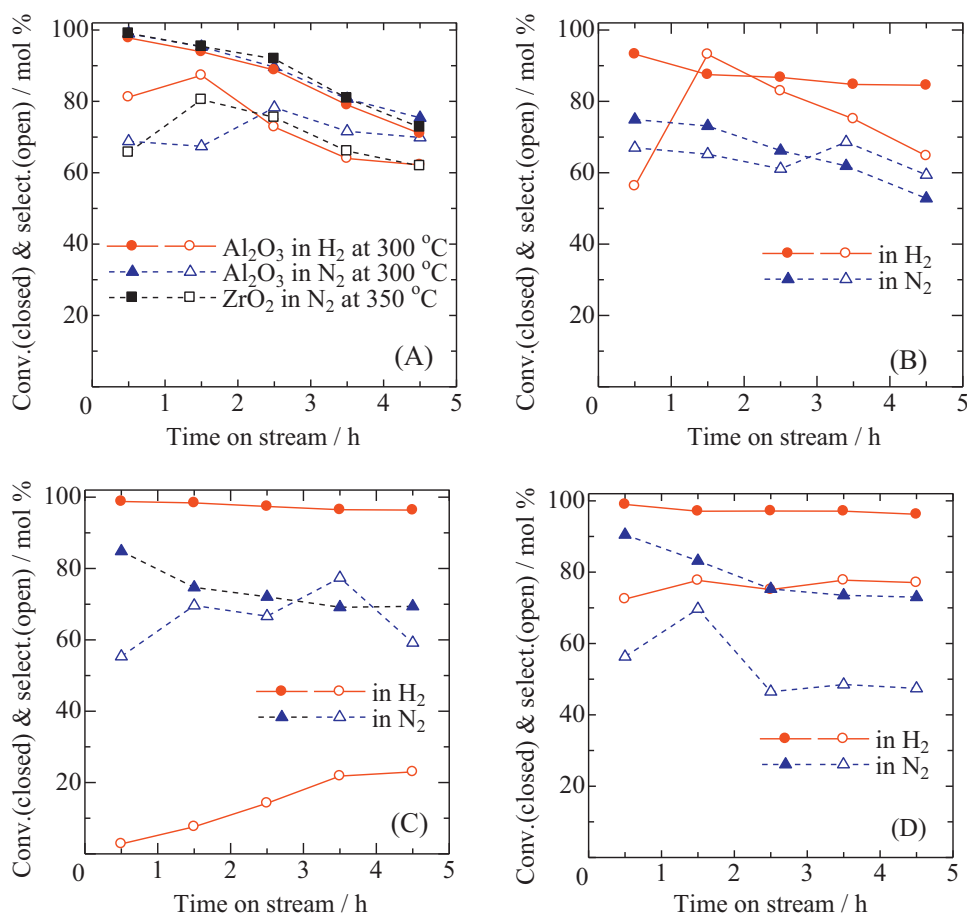 Conv.(closed) & select.(open) / mol %
100
80
60
40
20
0
Al₂O₃ in H₂ at 300 °C
Al₂O₃ in N₂ at 300 °C
ZrO₂ in N₂ at 350 °C
(A)
1 2 3 4 5
Time on stream / h
Conv.(closed) & select.(open) / mol %
100
80
60
40
20
0
in H₂
in N₂
(B)
1 2 3 4 5
Time on stream / h
Conv.(closed) & select.(open) / mol %
100
80
60
40
20
0
in H₂
in N₂
(C)
1 2 3 4 5
Time on stream / h
Conv.(closed) & select.(open) / mol %
100
80
60
40
20
0
in H₂
in N₂
(D)
1 2 3 4 5
Time on stream / h